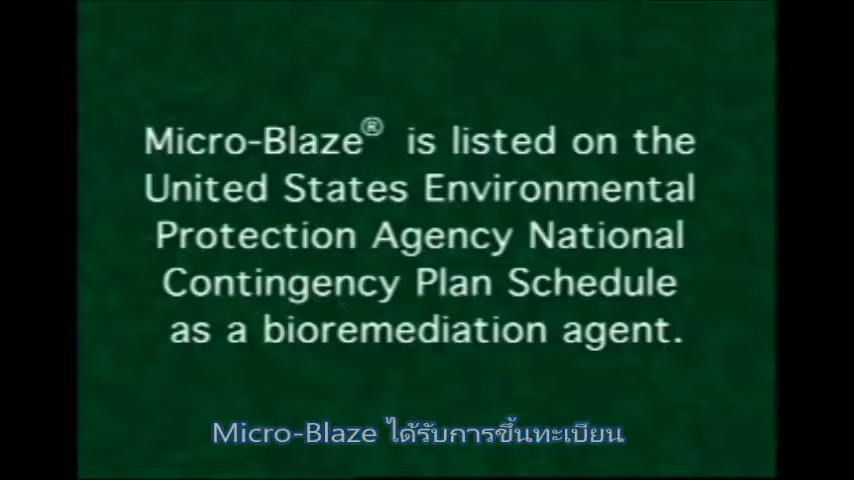 Micro-Blaze® is listed on the
United States Environmental
Protection Agency National
Contingency Plan Schedule
as a bioremediation agent.
Micro-Blaze ได้รับการขึ้นทะเบียน